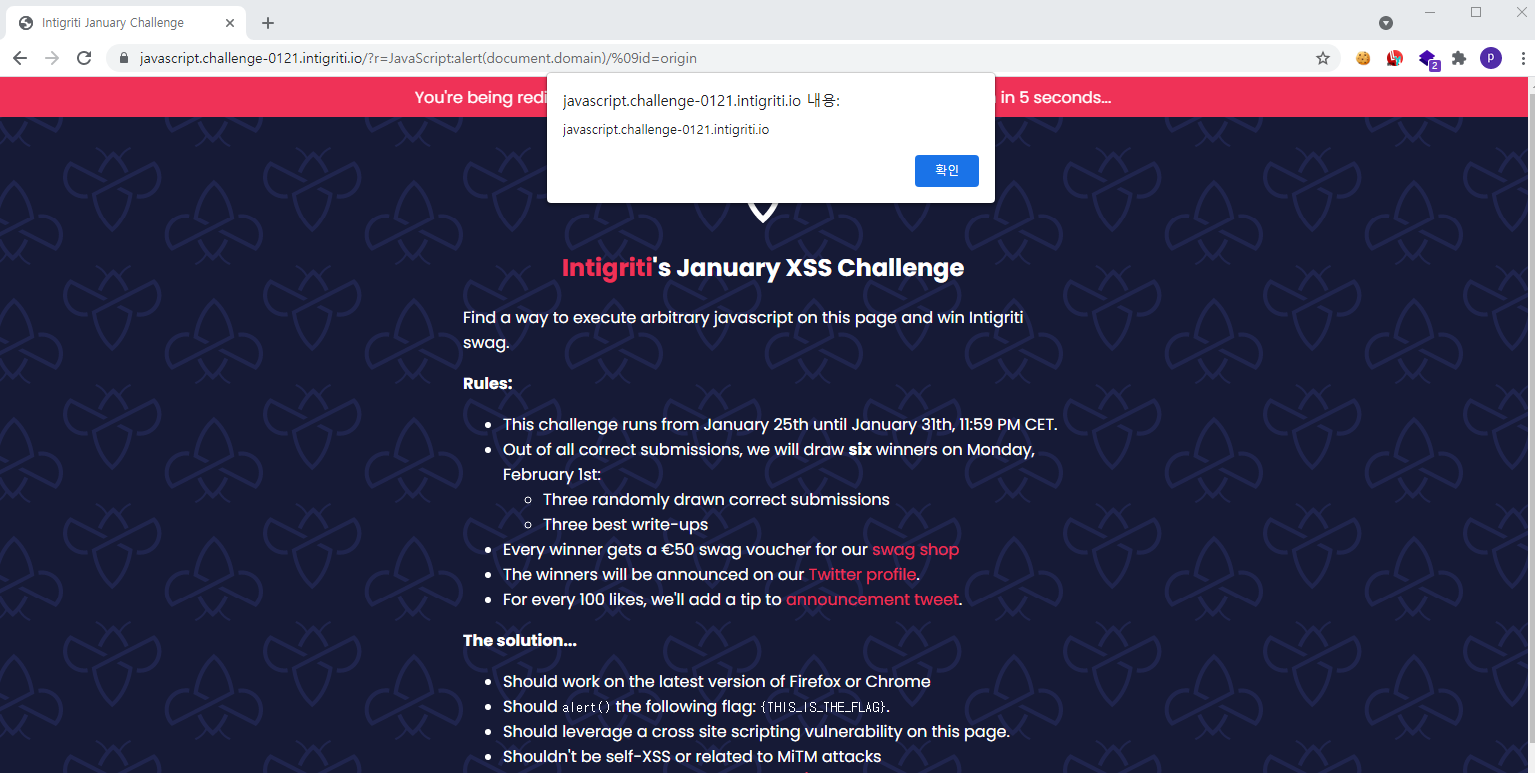 Intigriti January Challenge
javascript.challenge-0121.intigriti.io/?r=JavaScript:alert(document.domain)/%09id=origin
p
2
You're being redi
in 5 seconds...
javascript.challenge-0121.intigriti.io 내용:
javascript.challenge-0121.intigriti.io
확인
Intigriti's January XSS Challenge
Find a way to execute arbitrary javascript on this page and win Intigriti
swag.
Rules:
This challenge runs from January 25th until January 31th, 11:59 PM CET.
Out of all correct submissions, we will draw six winners on Monday,
February 1st:
Three randomly drawn correct submissions
Three best write-ups
Every winner gets a €50 swag voucher for our swag shop
The winners will be announced on our Twitter profile.
For every 100 likes, we'll add a tip to announcement tweet.
The solution...
Should work on the latest version of Firefox or Chrome
Should alert() the following flag: {THIS_IS_THE_FLAG}.
Should leverage a cross site scripting vulnerability on this page.
Shouldn't be self-XSS or related to MiTM attacks